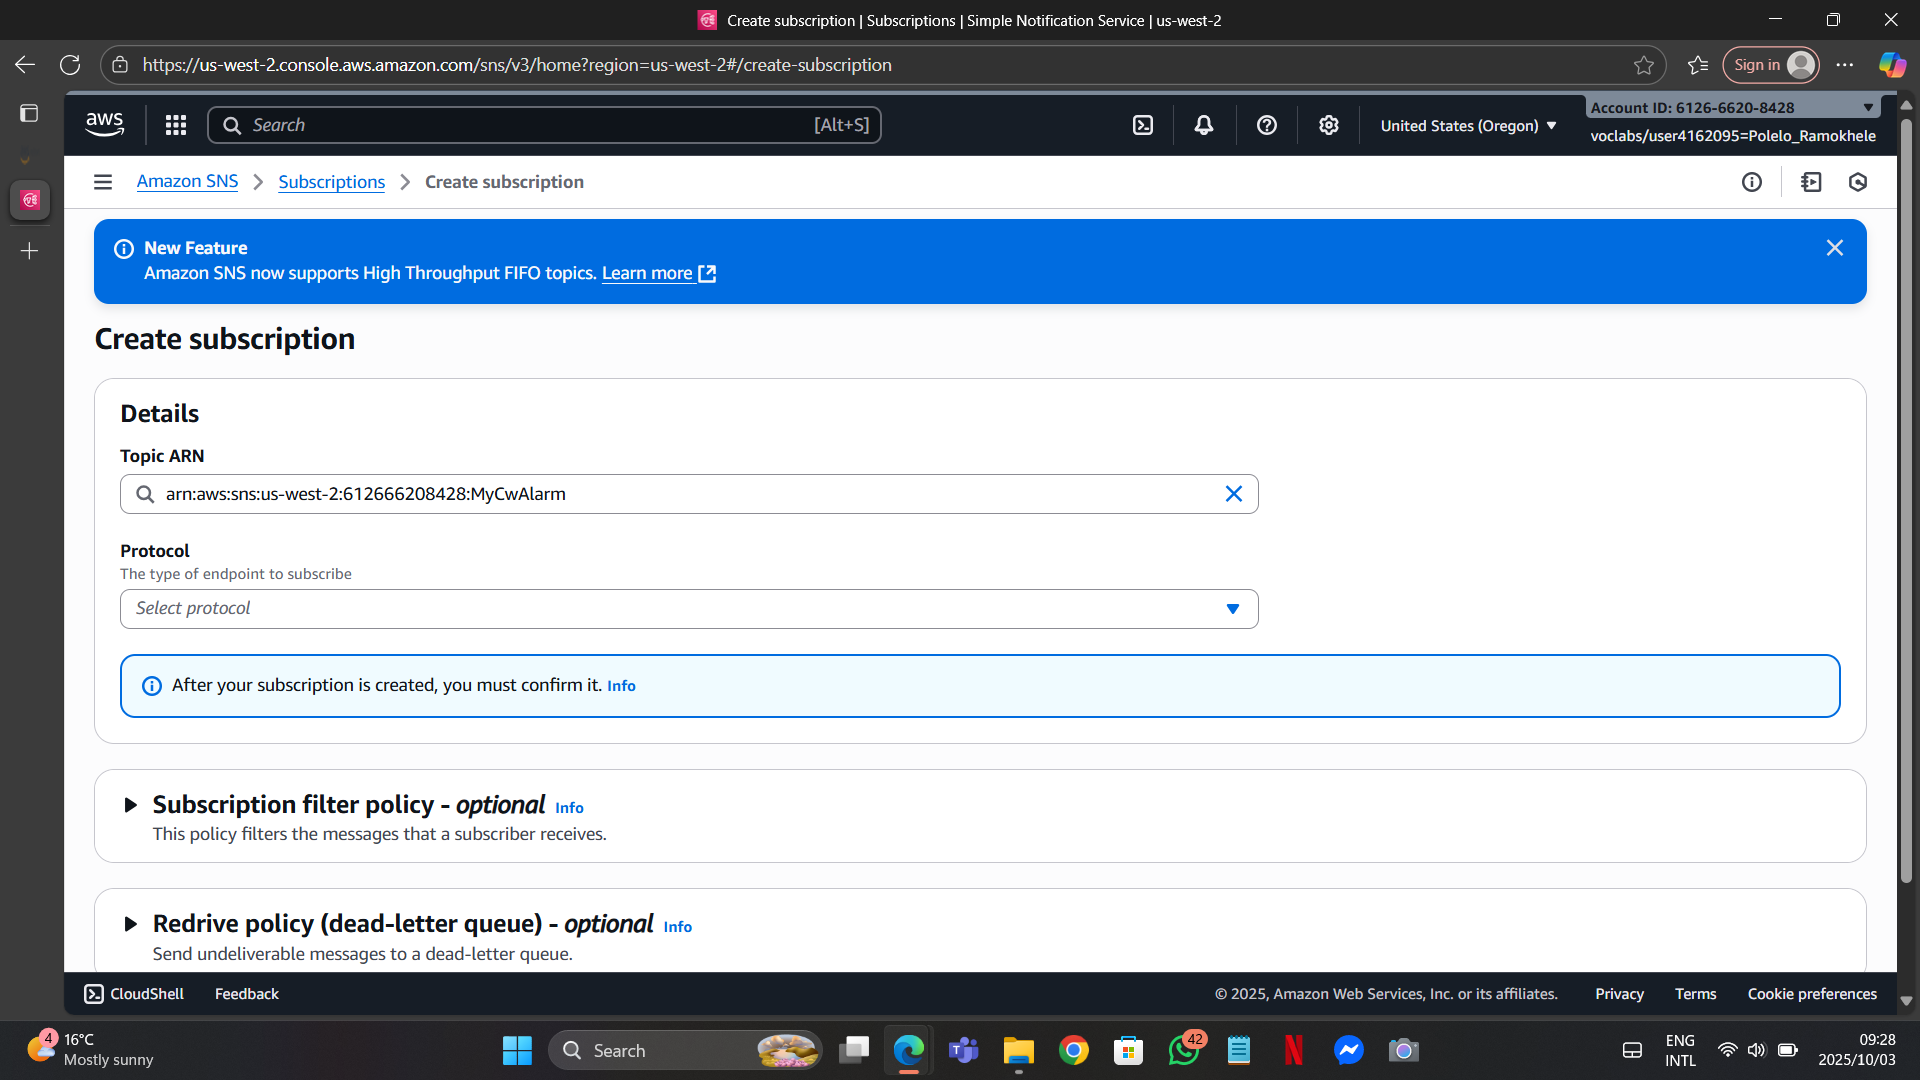 Create subscription | Subscriptions | Simple Notification Service | us-west-2
https://us-west-2.console.aws.amazon.com/sns/v3/home?region=us-west-2#/create-subscription
Sign in
aws
Search
[Alt+S]
United States (Oregon)
Account ID: 6126-6620-8428
voclabs/user4162095=Polelo_Ramokhele
Amazon SNS
Subscriptions
Create subscription
New Feature
Amazon SNS now supports High Throughput FIFO topics. Learn more
Create subscription
Details
Topic ARN
arn:aws:sns:us-west-2:612666208428:MyCwAlarm
Protocol
The type of endpoint to subscribe
Select protocol
After your subscription is created, you must confirm it. Info
Subscription filter policy - optional Info
This policy filters the messages that a subscriber receives.
Redrive policy (dead-letter queue) - optional Info
Send undeliverable messages to a dead-letter queue.
CloudShell
Feedback
© 2025, Amazon Web Services, Inc. or its affiliates.
Privacy
Terms
Cookie preferences
4
16°C
Mostly sunny
Search
42
ENG
INTL
09:28
2025/10/03